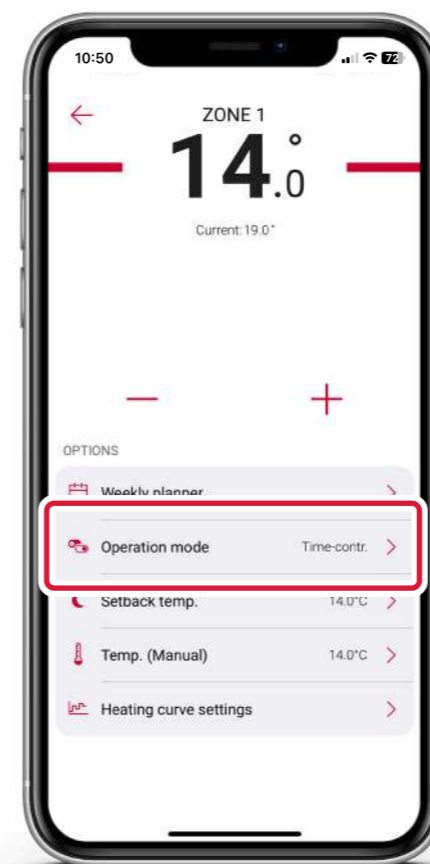 10:50
72
ZONE 1
14.0°
Current: 19.0°
OPTIONS
Weekly planner
Operation mode Time-contr.
Setback temp. 14.0°C
Temp. (Manual) 14.0°C
Heating curve settings